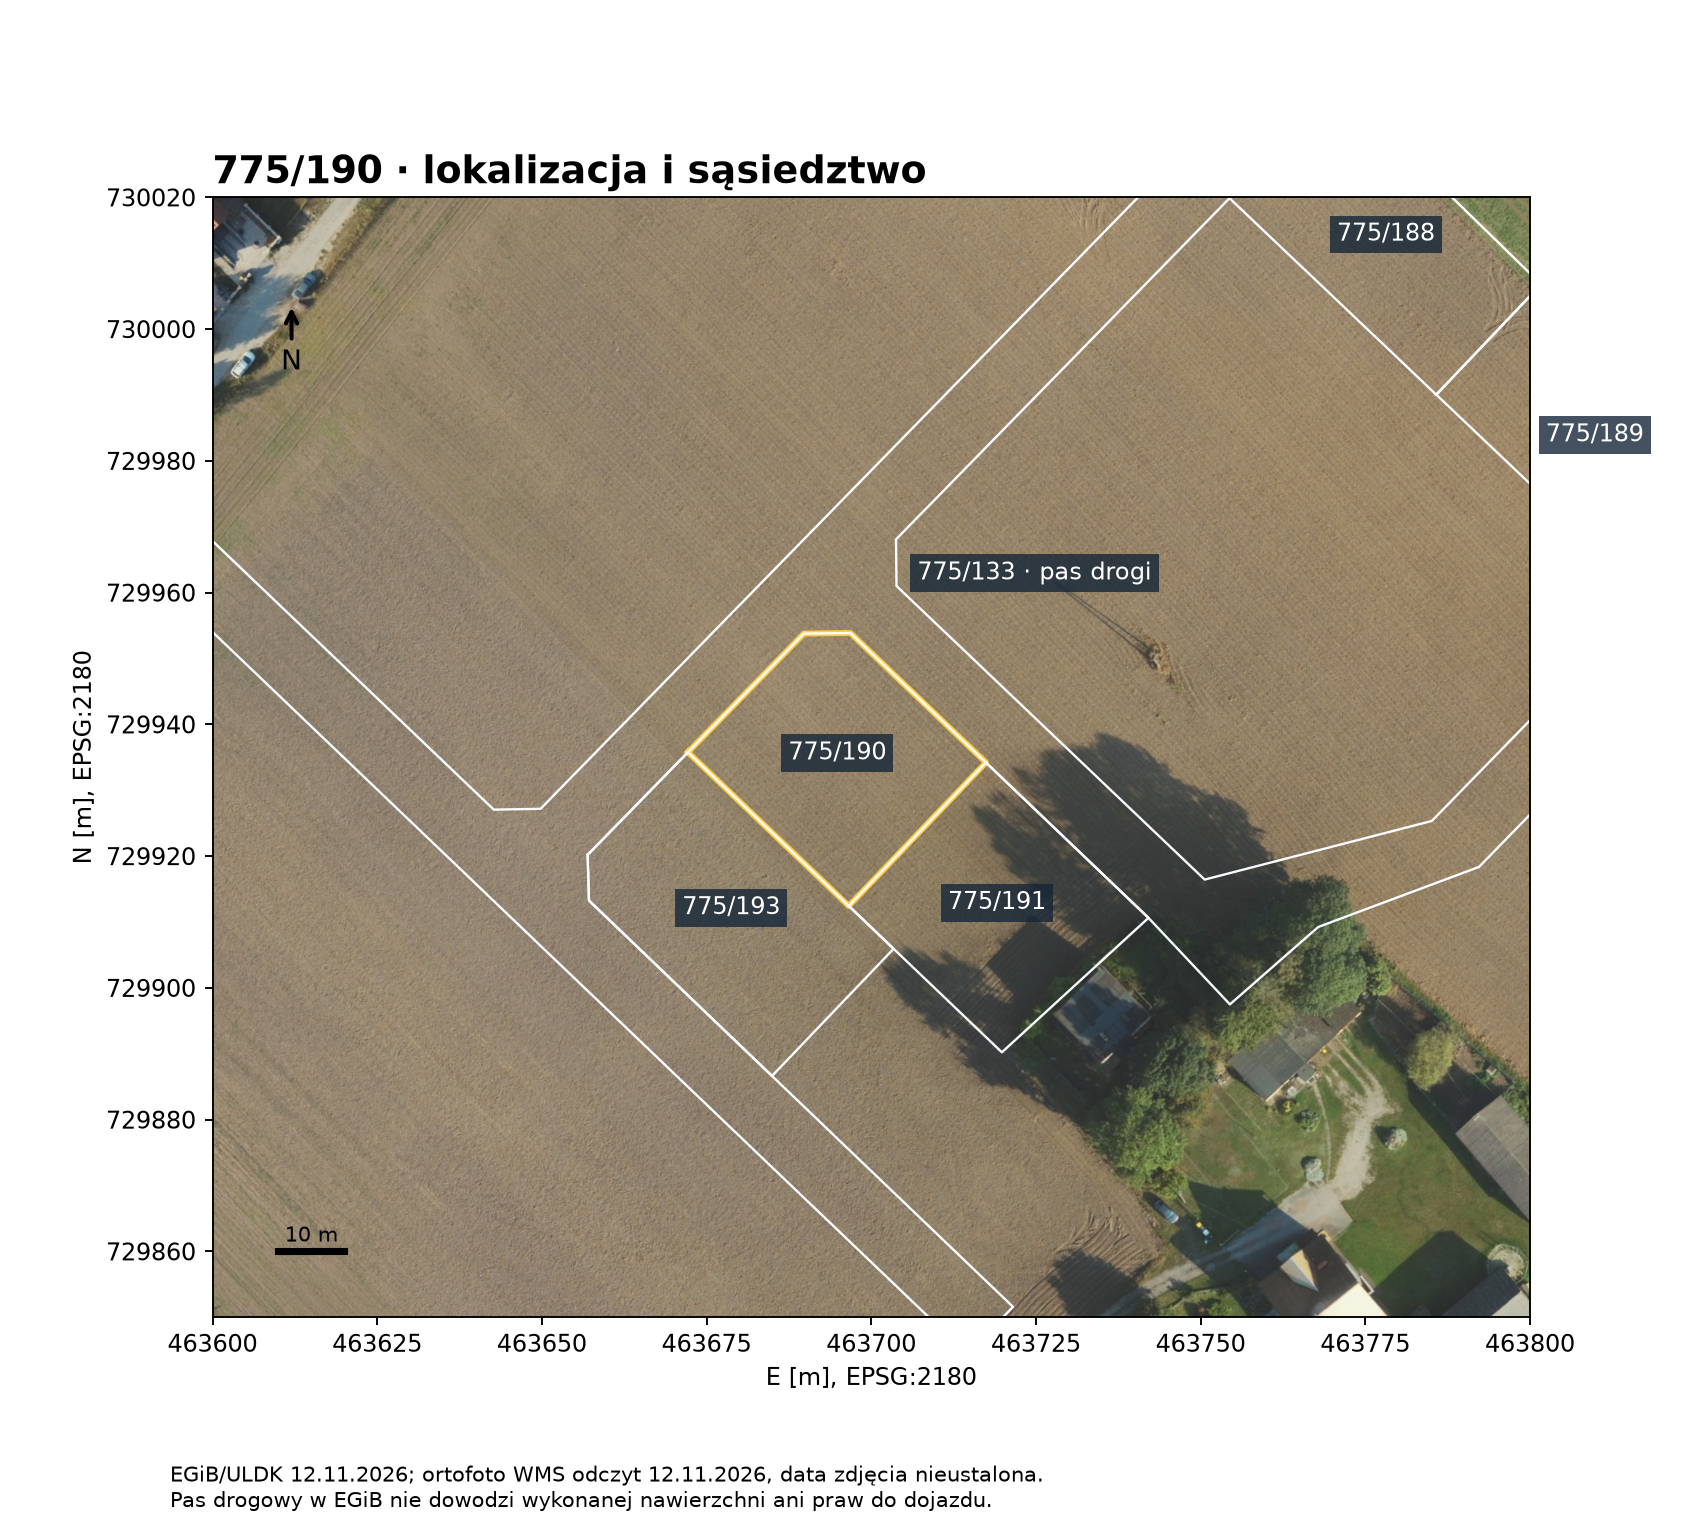 775/190 · lokalizacja i sąsiedztwo
730020
730000
729980
729960
729940
729920
729900
729880
729860
N [m], EPSG:2180
775/188
N
775/189
775/133 · pas drogi
775/190
775/193
775/191
10 m
463600
463625
463650
463675
463700
463725
463750
463775
463800
E [m], EPSG:2180
EGiB/ULDK 12.11.2026; ortofoto WMS odczyt 12.11.2026, data zdjęcia nieustalona.
Pas drogowy w EGiB nie dowodzi wykonanej nawierzchni ani praw do dojazdu.